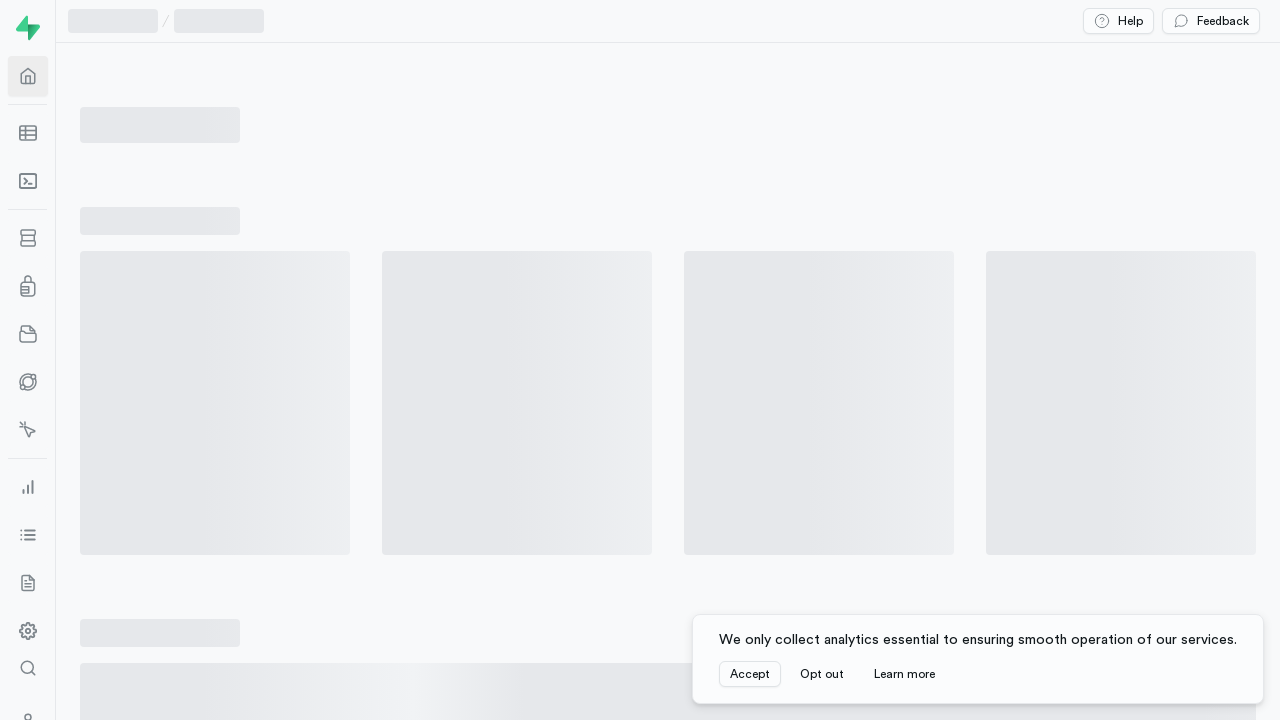 /
Help
Feedback
We only collect analytics essential to ensuring smooth operation of our services.
Accept
Opt out
Learn more